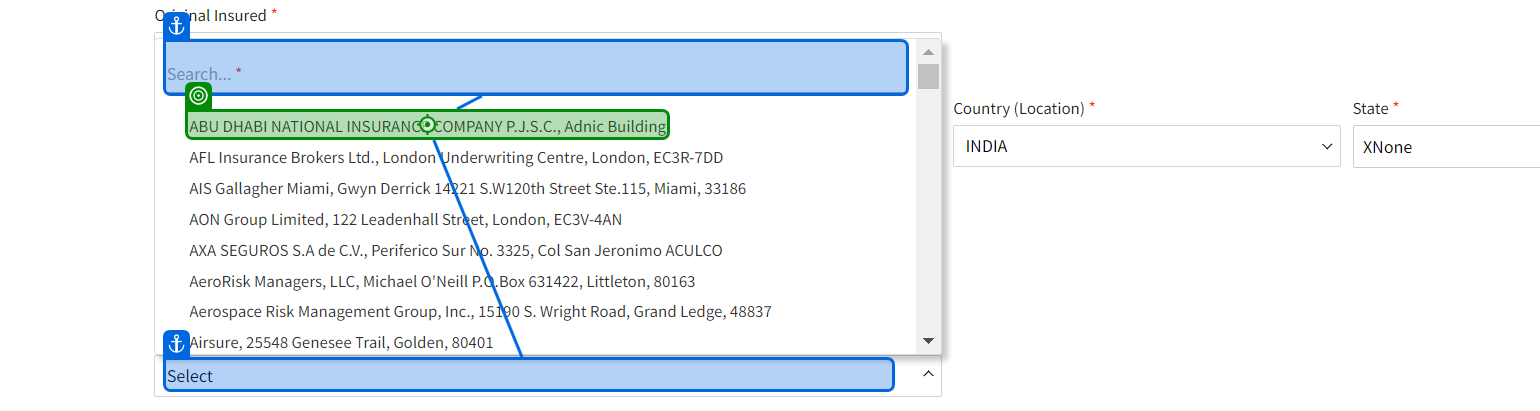 Original Insured *
Search... *
ABU DHABI NATIONAL INSURANCE COMPANY P.J.S.C., Adnic Building
AFL Insurance Brokers Ltd., London Underwriting Centre, London, EC3R-7DD
AIS Gallagher Miami, Gwyn Derrick 14221 S.W120th Street Ste.115, Miami, 33186
AON Group Limited, 122 Leadenhall Street, London, EC3V-4AN
AXA SEGUROS S.A de C.V., Periferico Sur No. 3325, Col San Jeronimo ACULCO
AeroRisk Managers, LLC, Michael O'Neill P.O.Box 631422, Littleton, 80163
Aerospace Risk Management Group, Inc., 15190 S. Wright Road, Grand Ledge, 48837
Airsure, 25548 Genesee Trail, Golden, 80401
Select
Country (Location) *
INDIA
State *
XNone